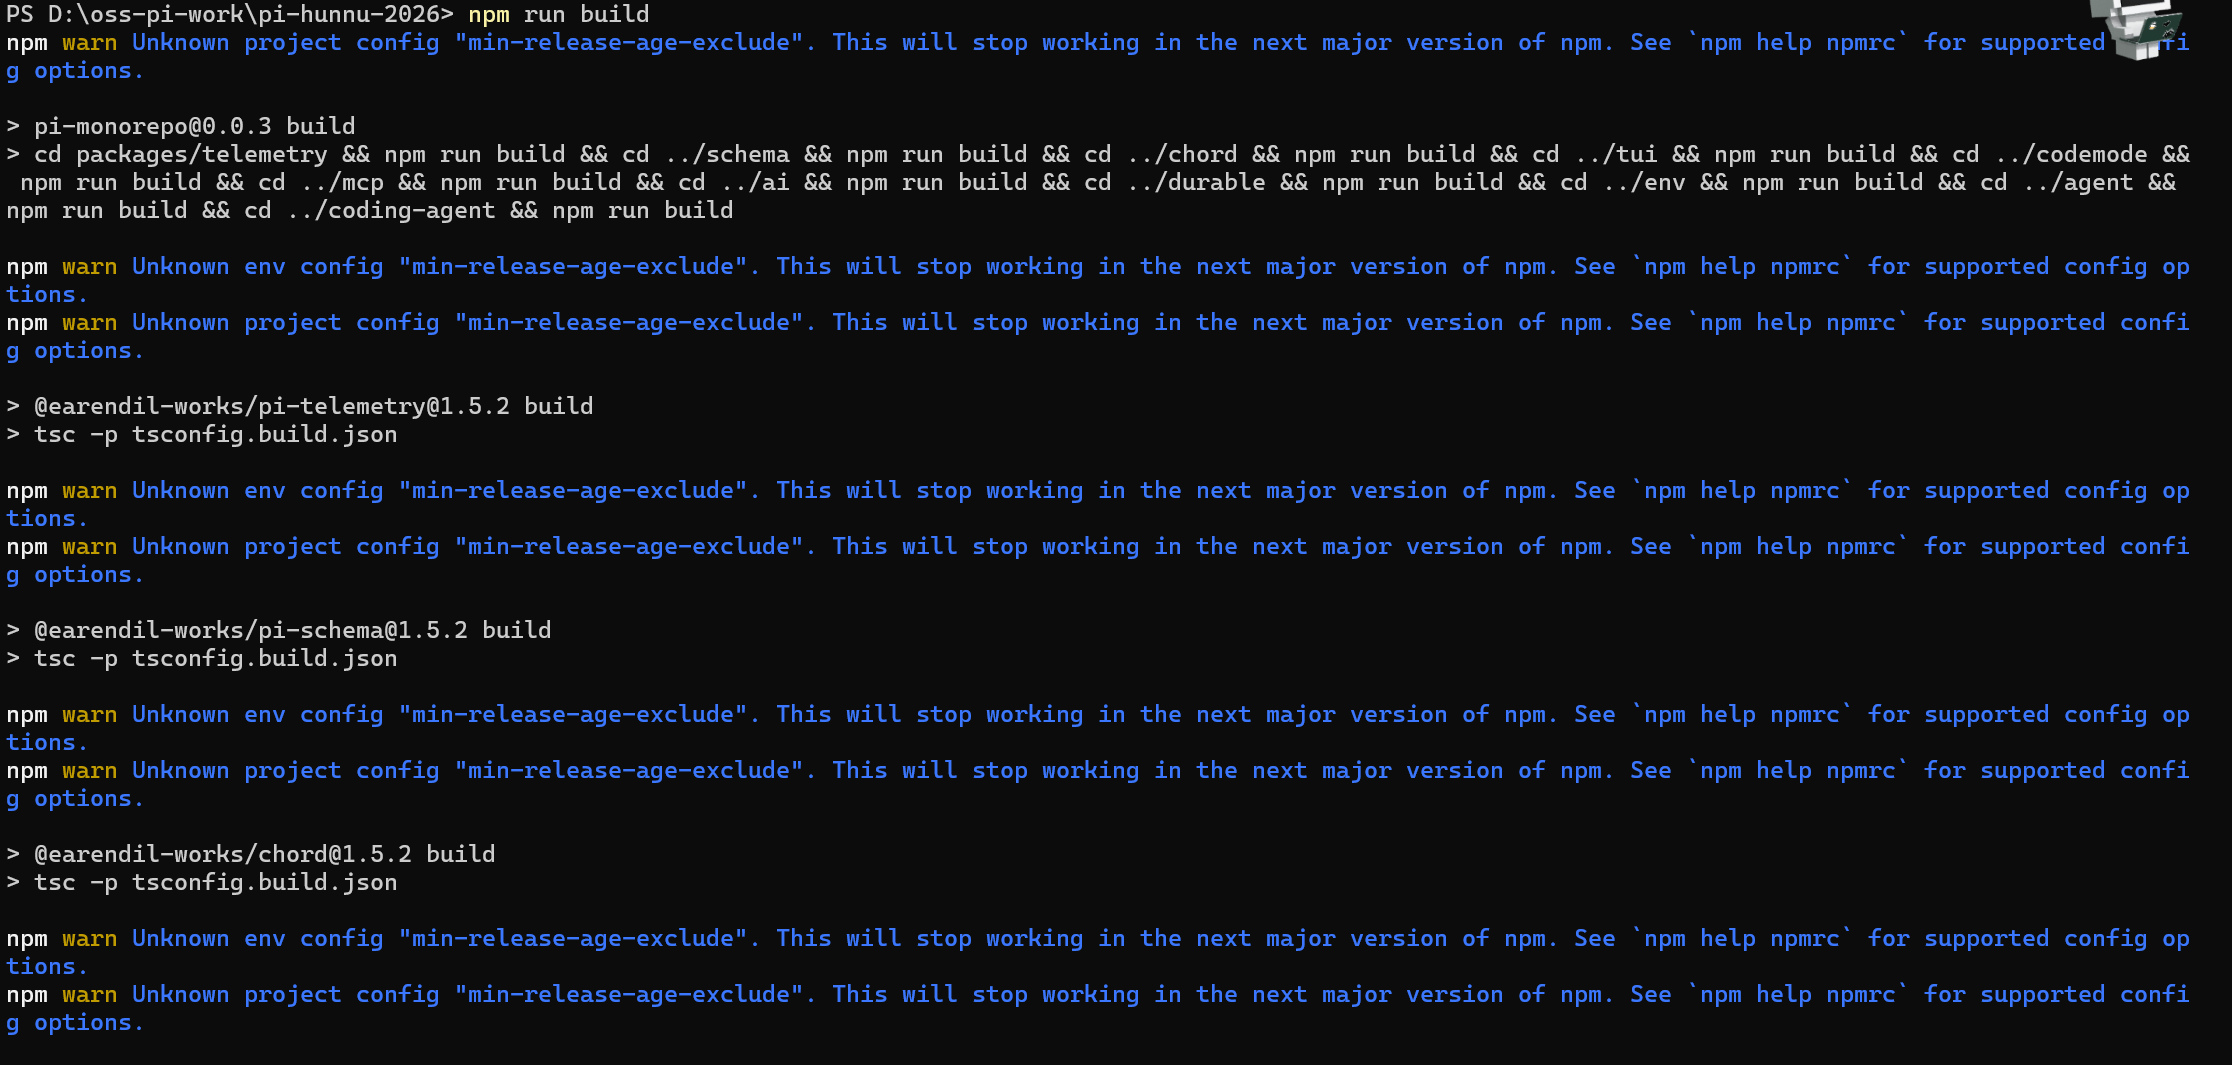 PS D:\oss-pi-work\pi-hunnu-2026> npm run build
npm warn Unknown project config "min-release-age-exclude". This will stop working in the next major version of npm. See `npm help npmrc` for supported fi
g options.
> pi-monorepo@0.0.3 build
> cd packages/telemetry && npm run build && cd ../schema && npm run build && cd ../chord && npm run build && cd ../tui && npm run build && cd ../codemode &&
npm run build && cd ../mcp && npm run build && cd ../ai && npm run build && cd ../durable && npm run build && cd ../env && npm run build && cd ../agent &&
npm run build && cd ../coding-agent && npm run build
npm warn Unknown env config "min-release-age-exclude". This will stop working in the next major version of npm. See `npm help npmrc` for supported config op
tions.
npm warn Unknown project config "min-release-age-exclude". This will stop working in the next major version of npm. See `npm help npmrc` for supported confi
g options.
> @earendil-works/pi-telemetry@1.5.2 build
> tsc -p tsconfig.build.json
npm warn Unknown env config "min-release-age-exclude". This will stop working in the next major version of npm. See `npm help npmrc` for supported config op
tions.
npm warn Unknown project config "min-release-age-exclude". This will stop working in the next major version of npm. See `npm help npmrc` for supported confi
g options.
> @earendil-works/pi-schema@1.5.2 build
> tsc -p tsconfig.build.json
npm warn Unknown env config "min-release-age-exclude". This will stop working in the next major version of npm. See `npm help npmrc` for supported config op
tions.
npm warn Unknown project config "min-release-age-exclude". This will stop working in the next major version of npm. See `npm help npmrc` for supported confi
g options.
> @earendil-works/chord@1.5.2 build
> tsc -p tsconfig.build.json
npm warn Unknown env config "min-release-age-exclude". This will stop working in the next major version of npm. See `npm help npmrc` for supported config op
tions.
npm warn Unknown project config "min-release-age-exclude". This will stop working in the next major version of npm. See `npm help npmrc` for supported confi
g options.